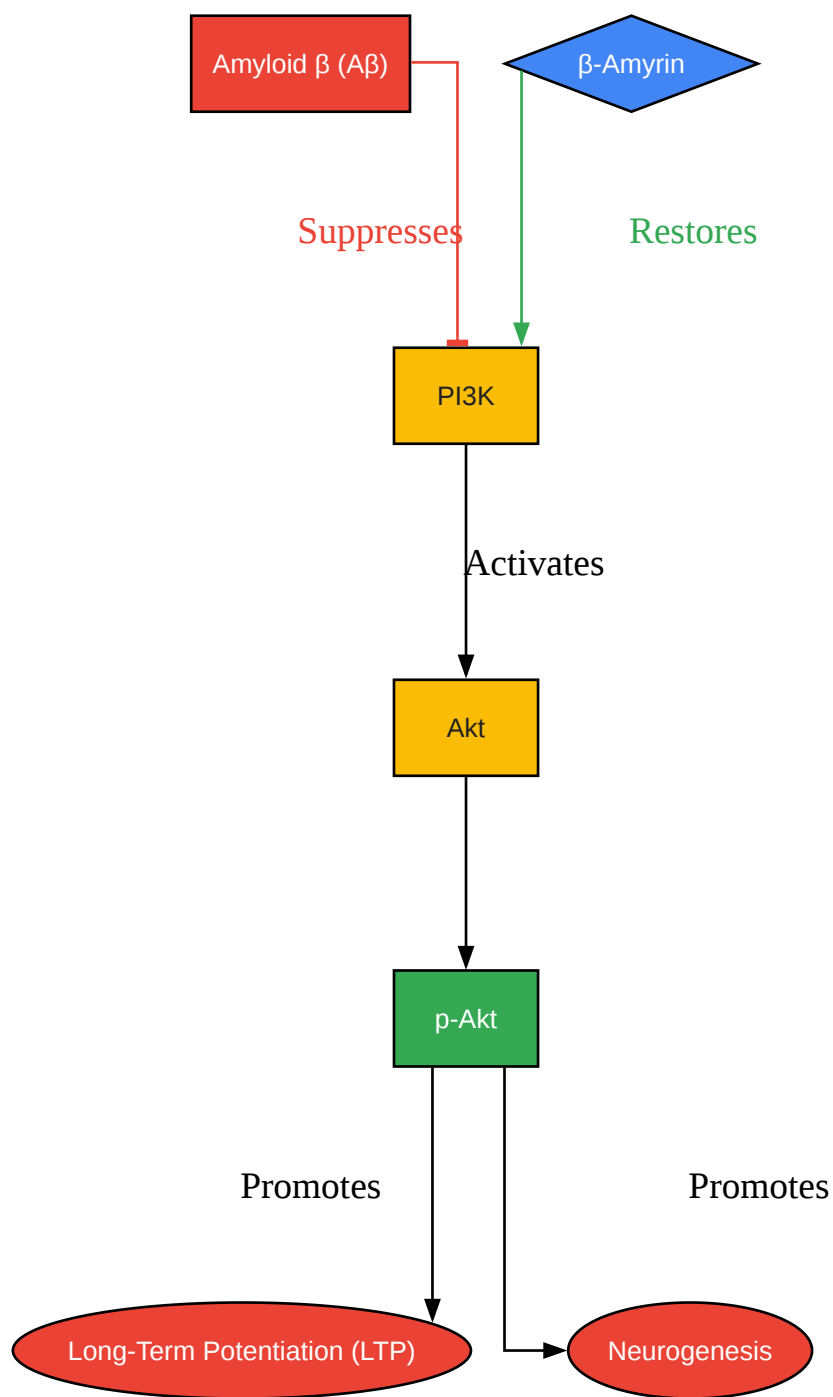 Amyloid β (Aβ)
β-Amyrin
Suppresses
Restores
PI3K
Activates
Akt
p-Akt
Promotes
Promotes
Long-Term Potentiation (LTP)
Neurogenesis